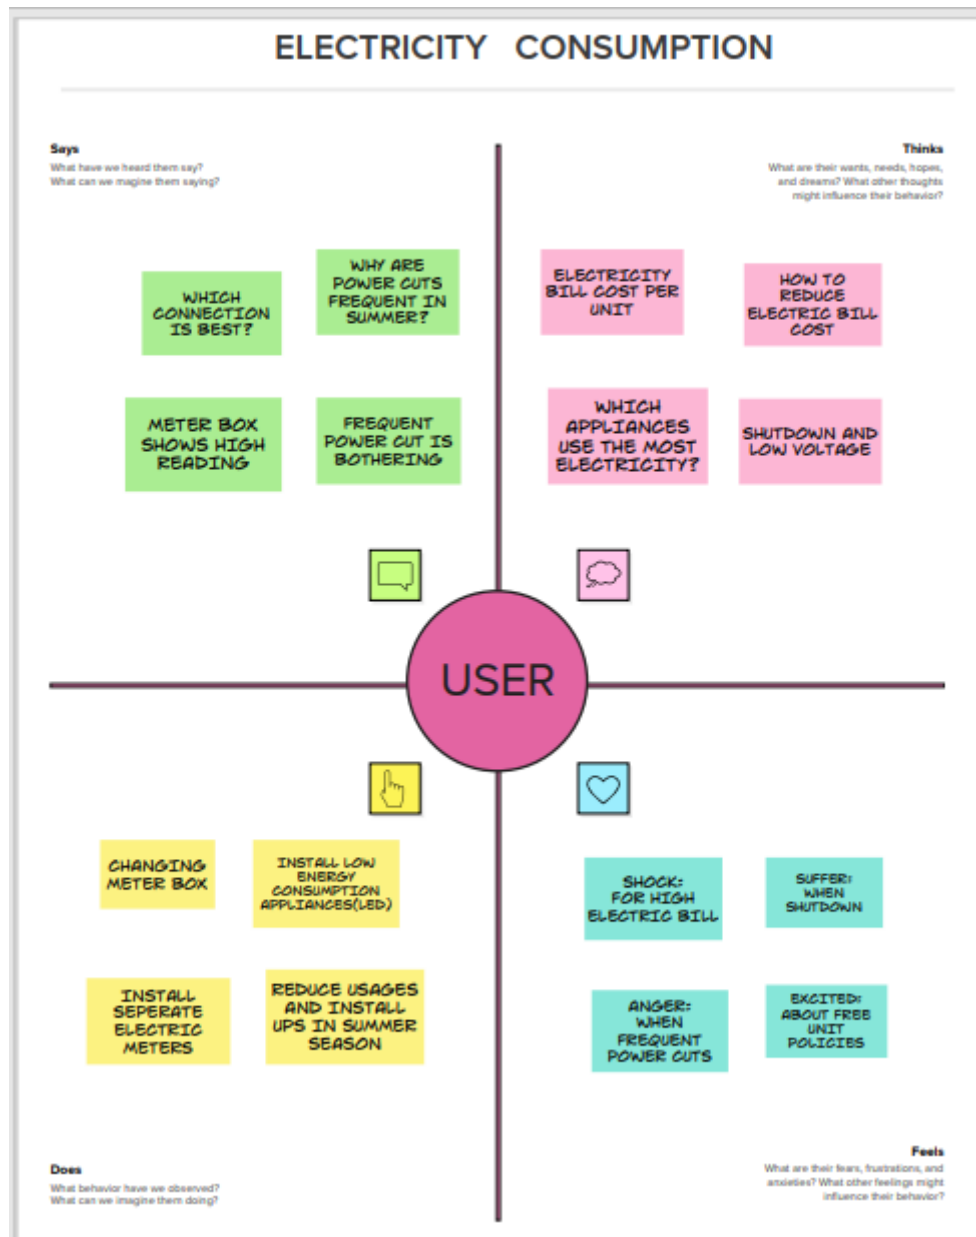 ELECTRICITY CONSUMPTION
Says
What have we heard them say?
What can we magine them saying?
Thinks
What are their wants, needs, hopes,
and dreams? What other thoughts
might influence their behavior?
WHICH
CONNECTION
IS BEST?
WHY ARE
POWER CUTS
FREQUENT IN
SUMMER?
METER BOX
SHOWS HIGH
READING
FREQUENT
POWER CUT IS
BOTHERING
ELECTRICITY
BILL COST PER
UNIT
HOW TO
REDUCE
ELECTRIC BILL
COST
WHICH
APPLIANCES
USE THE MOST
ELECTRICITY?
SHUTDOWN AND
LOW VOLTAGE
USER
CHANGING
METER BOX
INSTALL LOW
ENERGY
CONSUMPTION
APPLIANCES(LED)
INSTALL
SEPERATE
ELECTRIC
METERS
REDUCE USAGES
AND INSTALL
UPS IN SUMMER
SEASON
SHOCK:
FOR HIGH
ELECTRIC BILL
SUFFER:
WHEN
SHUTDOWN
ANGER:
WHEN
FREQUENT
POWER CUTS
EXCITED:
ABOUT FREE
UNIT
POLICIES
Does
What behavior have we observed?
What can we imagine them doing?
Feels
What are their fears, frustrations, and
anxieties? What other feelings might
influence their behavior?